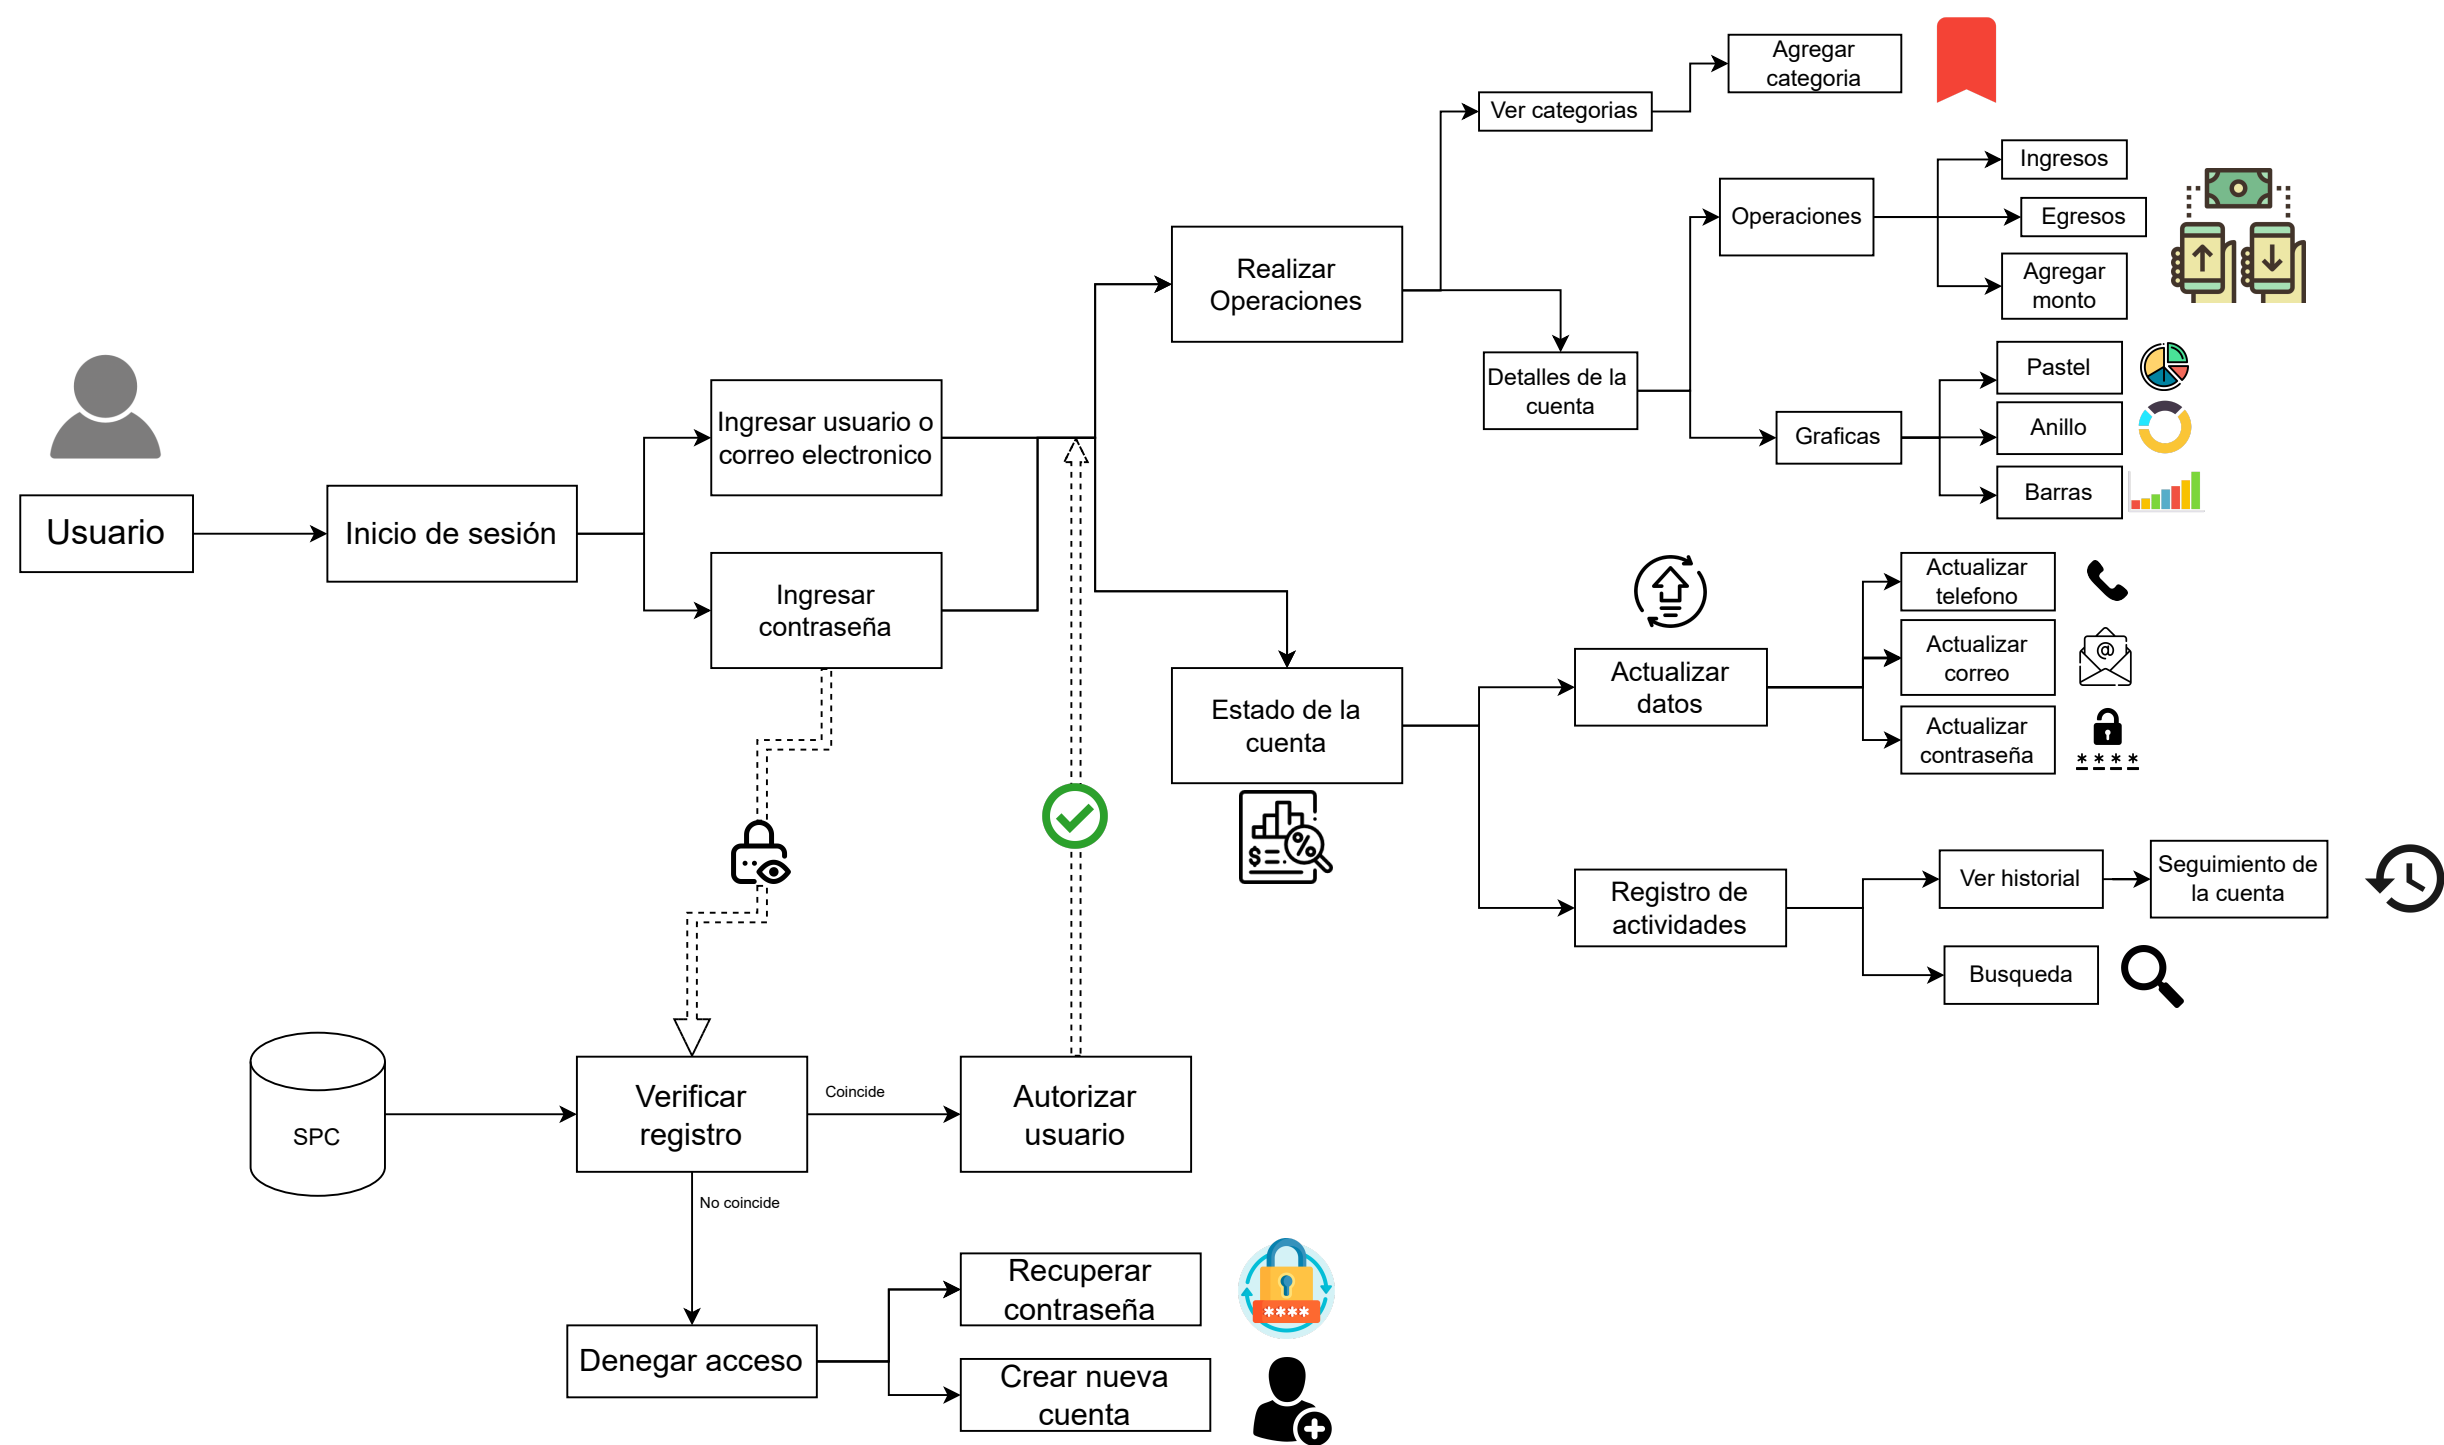 Agregar
categoria
Ver categorias
Ingresos
Operaciones
Egresos
Agregar
monto
Realizar
Operaciones
Detalles de la
cuenta
Pastel
Graficas
Anillo
Barras
Ingresar usuario o
correo electronico
Usuario
Inicio de sesión
Ingresar
contraseña
Actualizar
telefono
Actualizar
datos
Actualizar
correo
Actualizar
contraseña
* * * *
Estado de la
cuenta
Registro de
actividades
Ver historial
Seguimiento de
la cuenta
Busqueda
SPC
Verificar
registro
Coincide
Autorizar
usuario
No coincide
Denegar acceso
Recuperar
contraseña
****
Crear nueva
cuenta